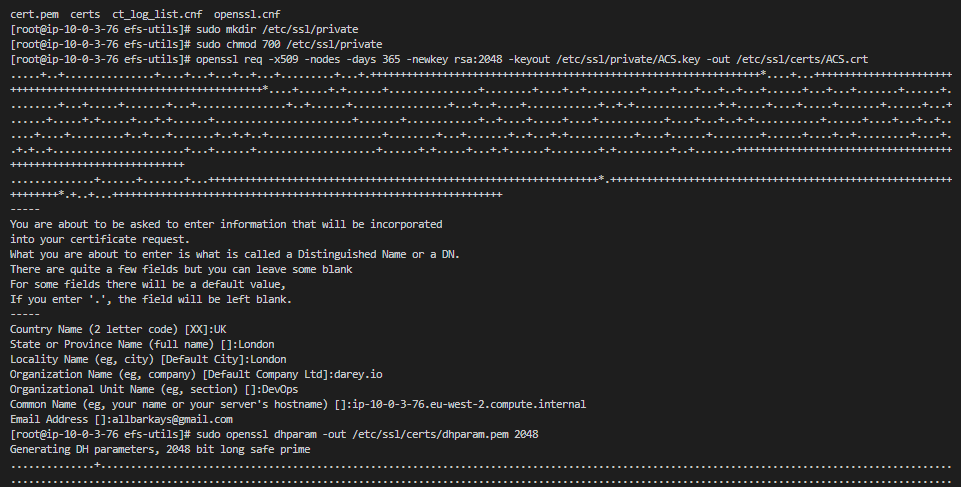 cert.pem  certs  ct_log_list.cnf  openssl.cnf
[root@ip-10-0-3-76 efs-utils]# sudo mkdir /etc/ssl/private
[root@ip-10-0-3-76 efs-utils]# sudo chmod 700 /etc/ssl/private
[root@ip-10-0-3-76 efs-utils]# openssl req -x509 -nodes -days 365 -newkey rsa:2048 -keyout /etc/ssl/private/ACS.key -out /etc/ssl/certs/ACS.crt
-----
You are about to be asked to enter information that will be incorporated
into your certificate request.
What you are about to enter is what is called a Distinguished Name or a DN.
There are quite a few fields but you can leave some blank
For some fields there will be a default value,
If you enter '.', the field will be left blank.
-----
Country Name (2 letter code) [XX]:UK
State or Province Name (full name) []:London
Locality Name (eg, city) [Default City]:London
Organization Name (eg, company) [Default Company Ltd]:darey.io
Organizational Unit Name (eg, section) []:DevOps
Common Name (eg, your name or your server's hostname) []:ip-10-0-3-76.eu-west-2.compute.internal
Email Address []:allbarkays@gmail.com
[root@ip-10-0-3-76 efs-utils]# sudo openssl dhparam -out /etc/ssl/certs/dhparam.pem 2048
Generating DH parameters, 2048 bit long safe prime